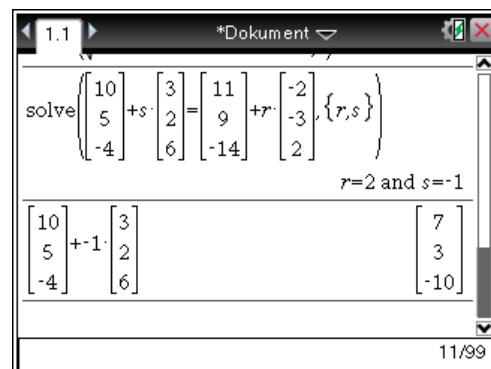 1.1 *Dokument
solve([10 5 -4]+s·[3 2 6]=[11 9 -14]+r·[-2 -3 2],{r,s})
r=2 and s=-1
[10 5 -4]+-1·[3 2 6] [7 3 -10]
11/99